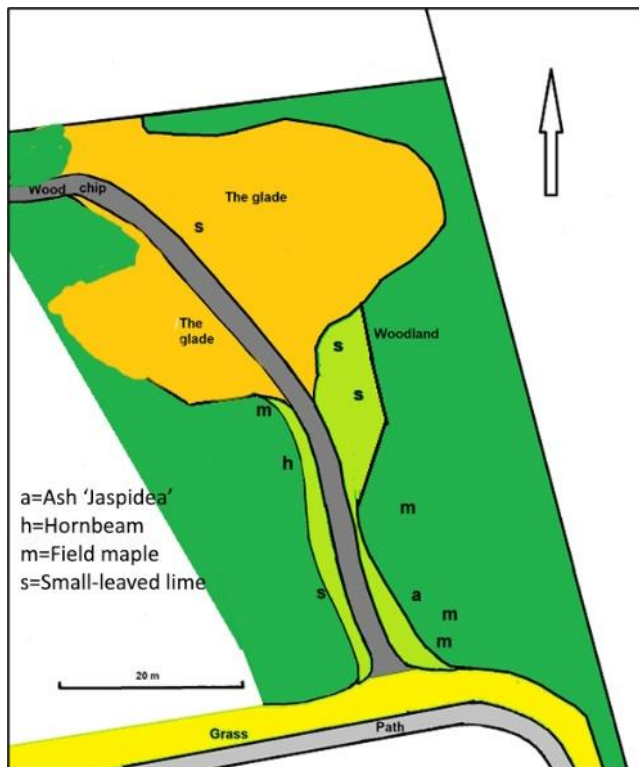 The glade
Wood chip
s
The
glade
s
Woodland
s
m
h
m
a=Ash ‘Jaspidea’
h=Hornbeam
m=Field maple
s=Small-leaved lime
s
a
m
m
20 m
Grass
Path